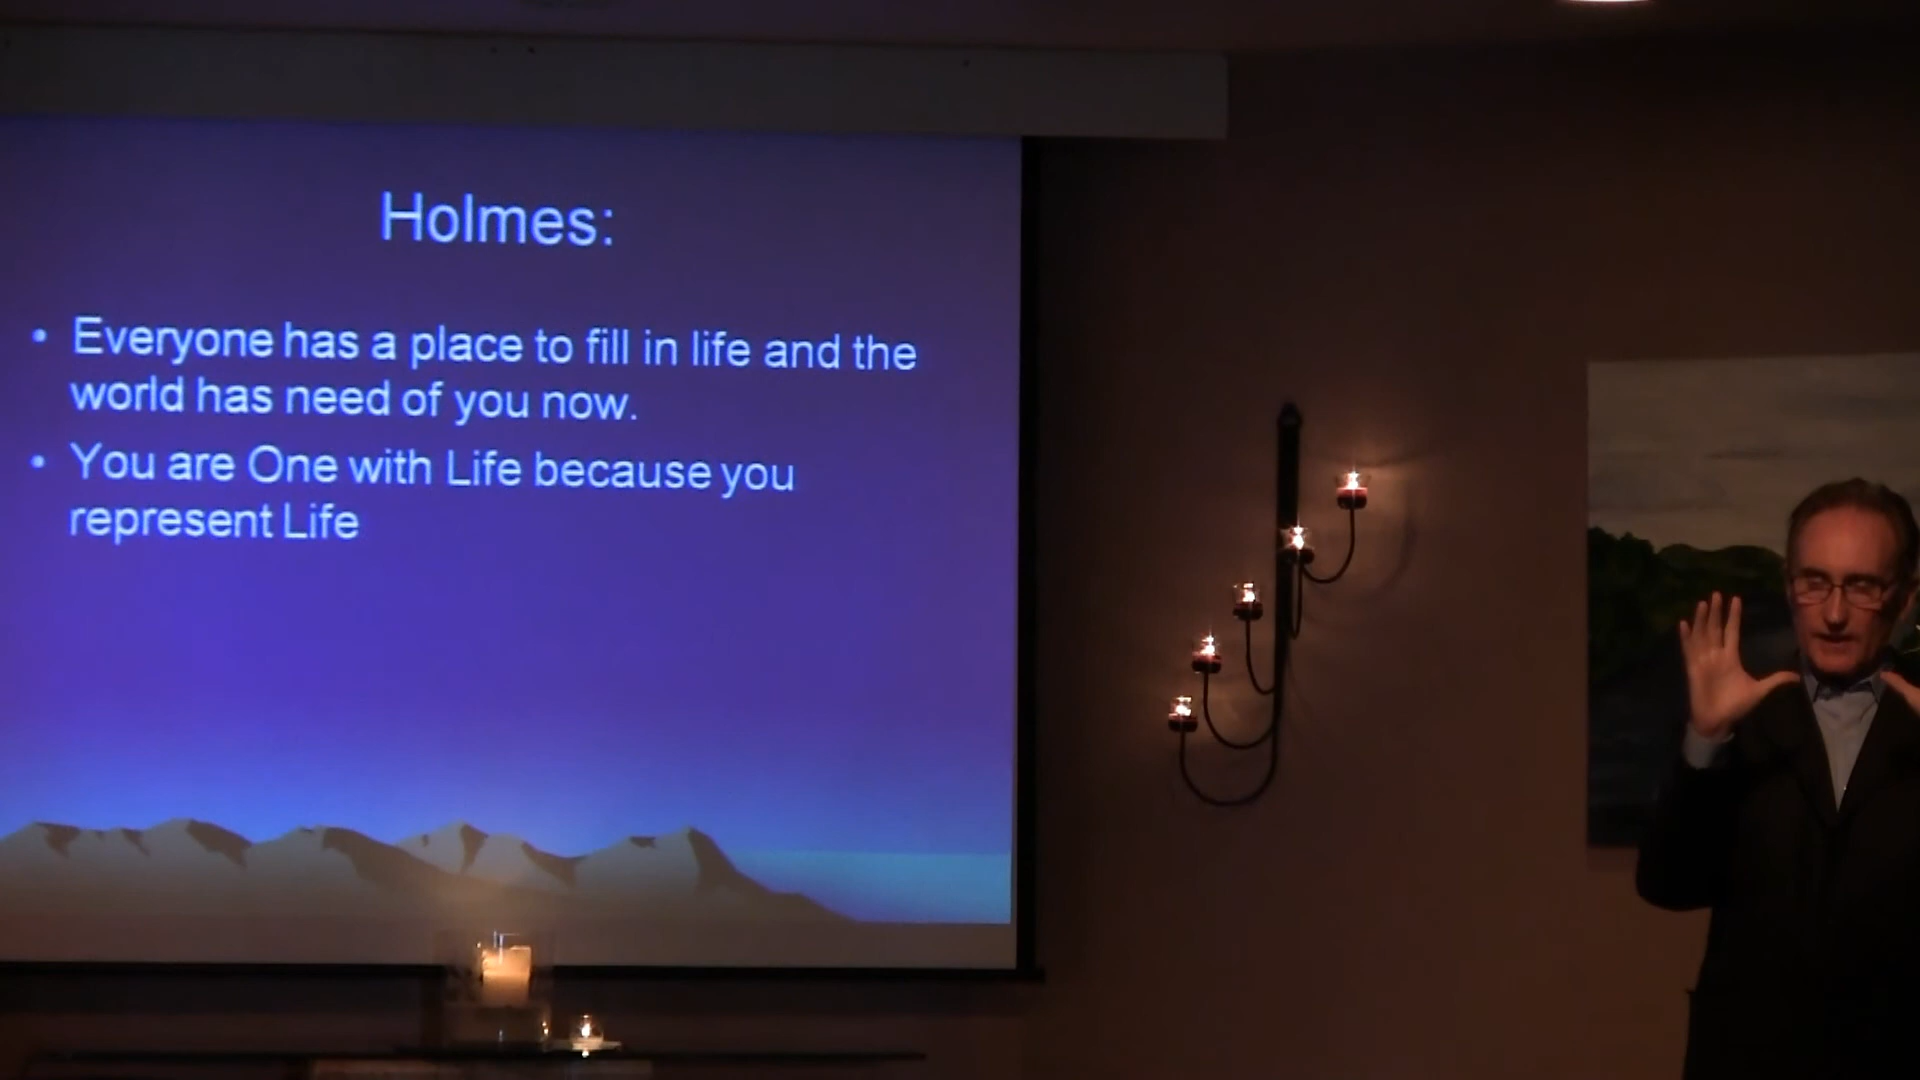 Holmes:
• Everyone has a place to fill in life and the
world has need of you now.
• You are One with Life because you
represent Life